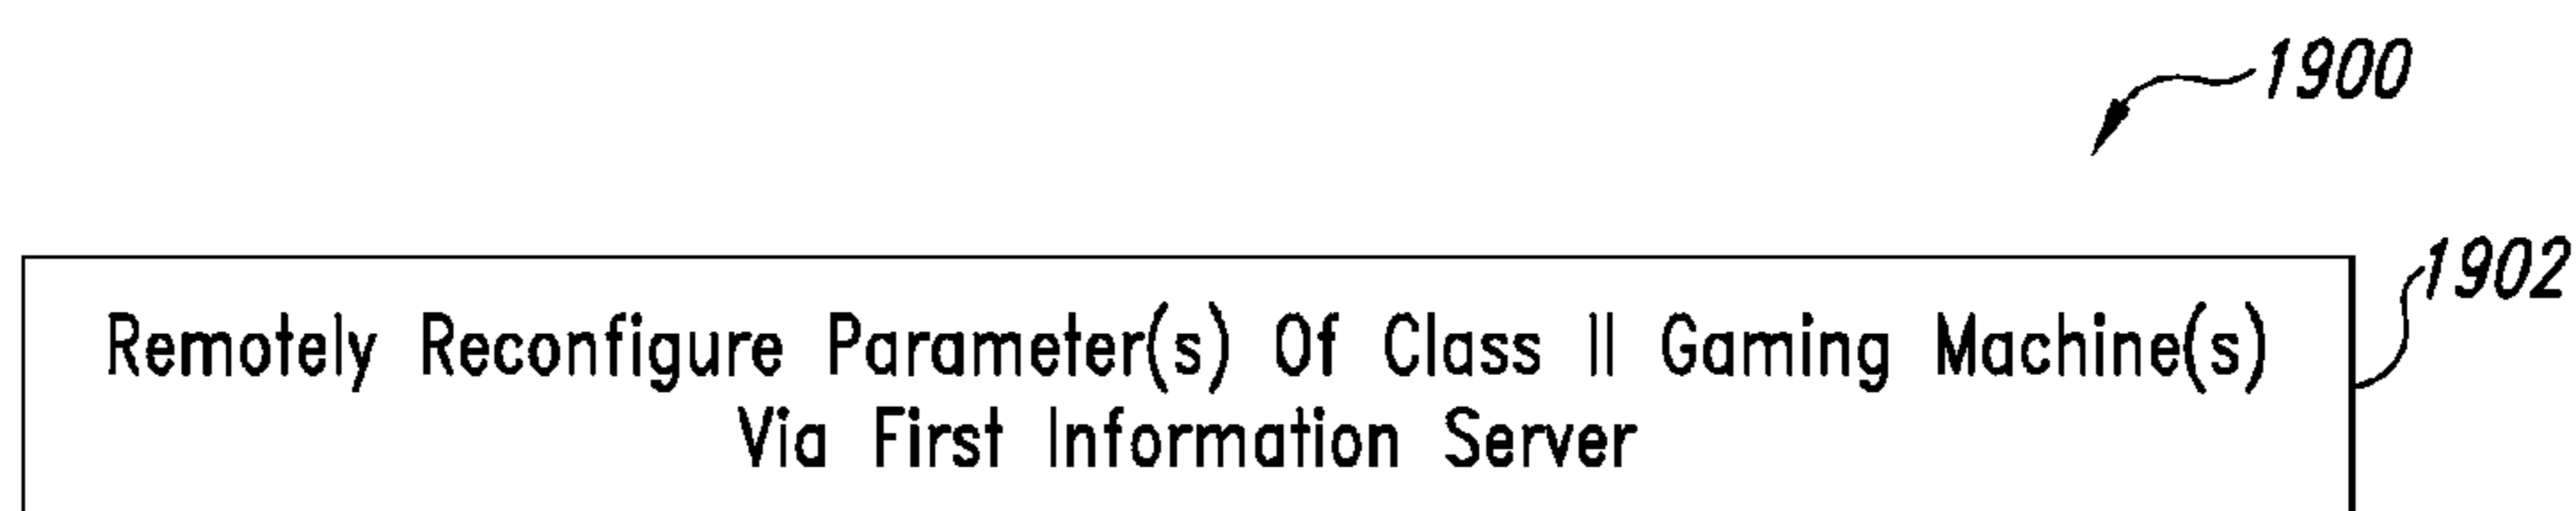 1900
1902
Remotely Reconfigure Parameter(s) Of Class II Gaming Machine(s)
Via First Information Server